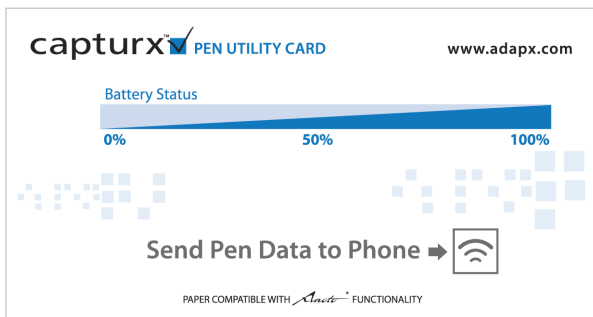 capturx™ PEN UTILITY CARD
www.adapx.com
Battery Status
0% 50% 100%
Send Pen Data to Phone
PAPER COMPATIBLE WITH Anoto® FUNCTIONALITY